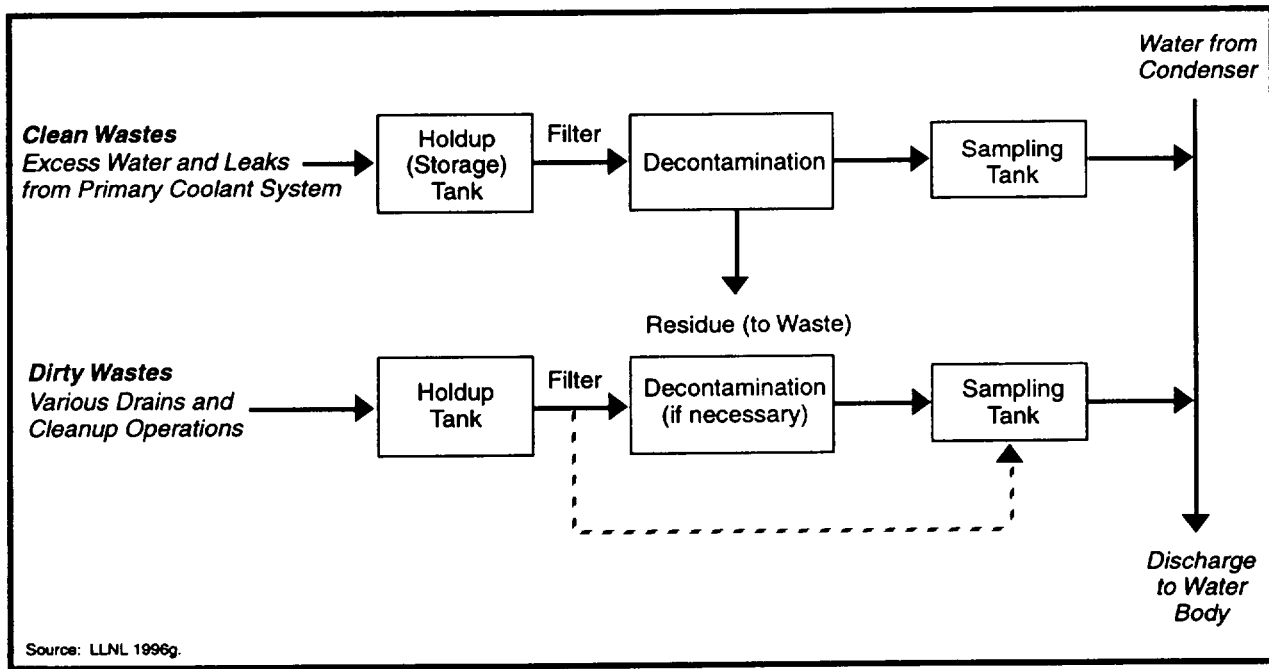 Water from
Condenser
Clean Wastes
Excess Water and Leaks
from Primary Coolant System
Holdup
(Storage)
Tank
Filter
Decontamination
Sampling
Tank
Residue (to Waste)
Dirty Wastes
Various Drains and
Cleanup Operations
Holdup
Tank
Filter
Decontamination
(if necessary)
Sampling
Tank
Discharge
to Water
Body
Source: LLNL 1996g.